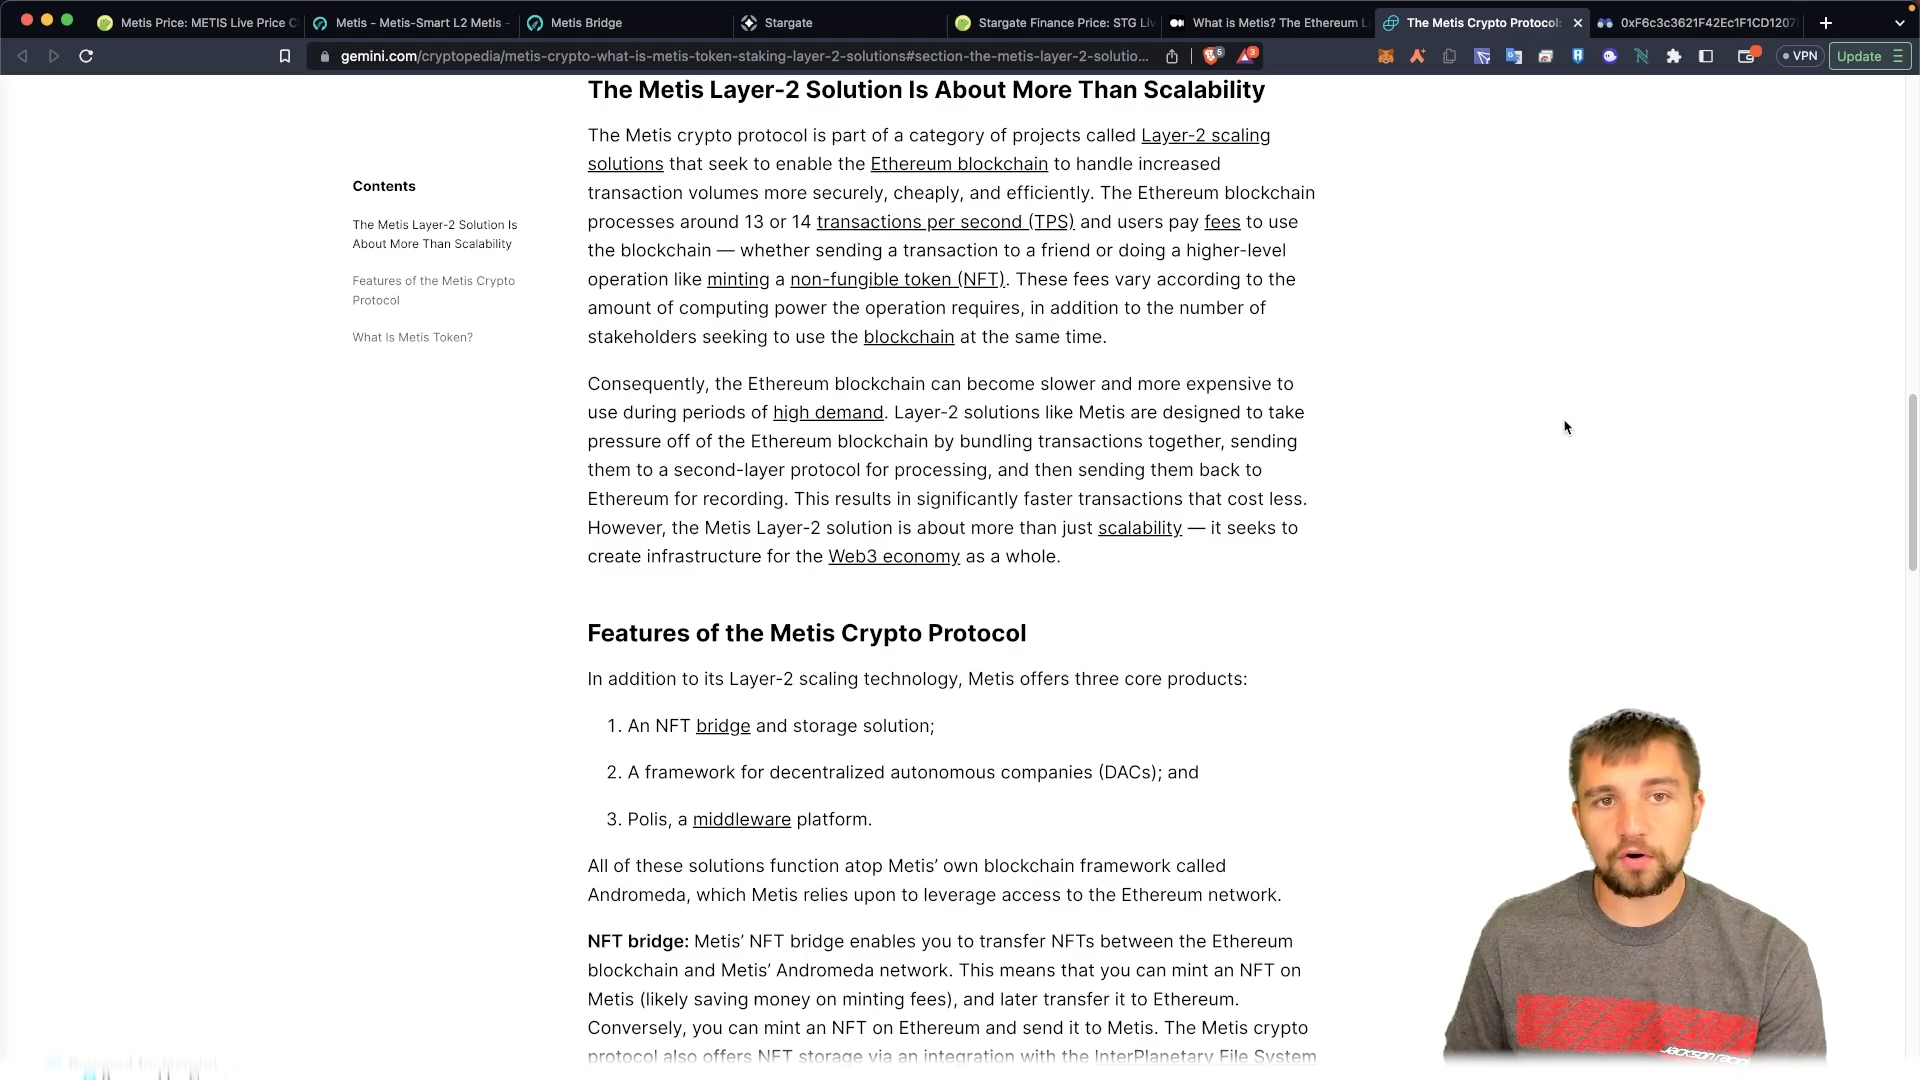 Metis Price: METIS Live Price C
Metis - Metis-Smart L2 Metis -
Metis Bridge
Stargate
Stargate Finance Price: STG Liv
What is Metis? The Ethereum L
The Metis Crypto Protocol:
0xF6c3c3621F42Ec1F1CD1207
gemini.com/cryptopedia/metis-crypto-what-is-metis-token-staking-layer-2-solutions#section-the-metis-layer-2-solutio...
5
3
VPN
Update
The Metis Layer-2 Solution Is About More Than Scalability
The Metis crypto protocol is part of a category of projects called Layer-2 scaling
solutions that seek to enable the Ethereum blockchain to handle increased
transaction volumes more securely, cheaply, and efficiently. The Ethereum blockchain
processes around 13 or 14 transactions per second (TPS) and users pay fees to use
the blockchain — whether sending a transaction to a friend or doing a higher-level
operation like minting a non-fungible token (NFT). These fees vary according to the
amount of computing power the operation requires, in addition to the number of
stakeholders seeking to use the blockchain at the same time.
Contents
The Metis Layer-2 Solution Is
About More Than Scalability
Features of the Metis Crypto
Protocol
What Is Metis Token?
Consequently, the Ethereum blockchain can become slower and more expensive to
use during periods of high demand. Layer-2 solutions like Metis are designed to take
pressure off of the Ethereum blockchain by bundling transactions together, sending
them to a second-layer protocol for processing, and then sending them back to
Ethereum for recording. This results in significantly faster transactions that cost less.
However, the Metis Layer-2 solution is about more than just scalability — it seeks to
create infrastructure for the Web3 economy as a whole.
Features of the Metis Crypto Protocol
In addition to its Layer-2 scaling technology, Metis offers three core products:
1. An NFT bridge and storage solution;
2. A framework for decentralized autonomous companies (DACs); and
3. Polis, a middleware platform.
All of these solutions function atop Metis’ own blockchain framework called
Andromeda, which Metis relies upon to leverage access to the Ethereum network.
NFT bridge: Metis’ NFT bridge enables you to transfer NFTs between the Ethereum
blockchain and Metis’ Andromeda network. This means that you can mint an NFT on
Metis (likely saving money on minting fees), and later transfer it to Ethereum.
Conversely, you can mint an NFT on Ethereum and send it to Metis. The Metis crypto
protocol also offers NFT storage via an integration with the InterPlanetary File System